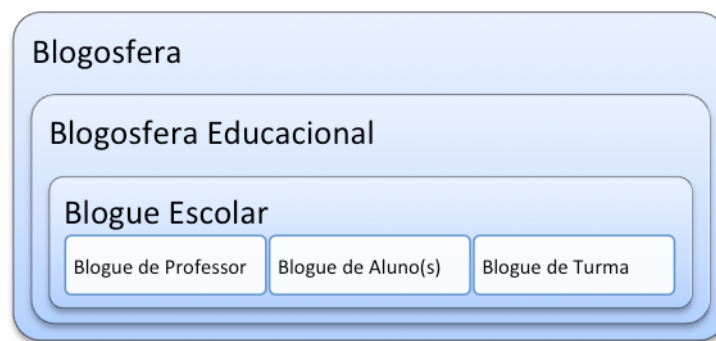 Blogosfera
Blogosfera Educacional
Blogue Escolar
Blogue de Professor
Blogue de Aluno(s)
Blogue de Turma